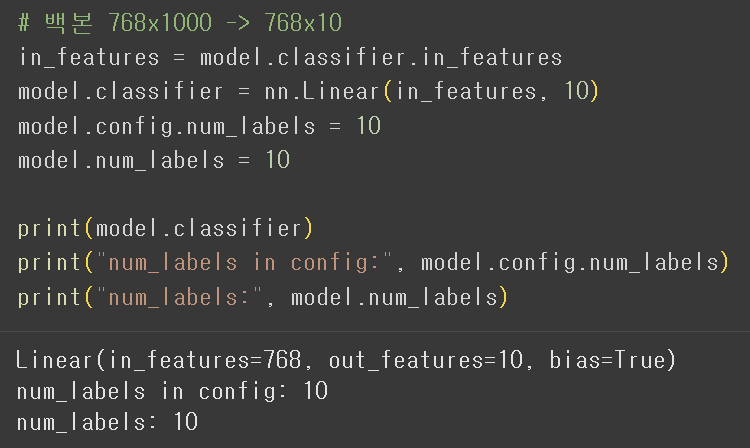 # 백본 768x1000 -> 768x10
in_features = model.classifier.in_features
model.classifier = nn.Linear(in_features, 10)
model.config.num_labels = 10
model.num_labels = 10
print(model.classifier)
print("num_labels in config:", model.config.num_labels)
print("num_labels:", model.num_labels)
Linear(in_features=768, out_features=10, bias=True)
num_labels in config: 10
num_labels: 10